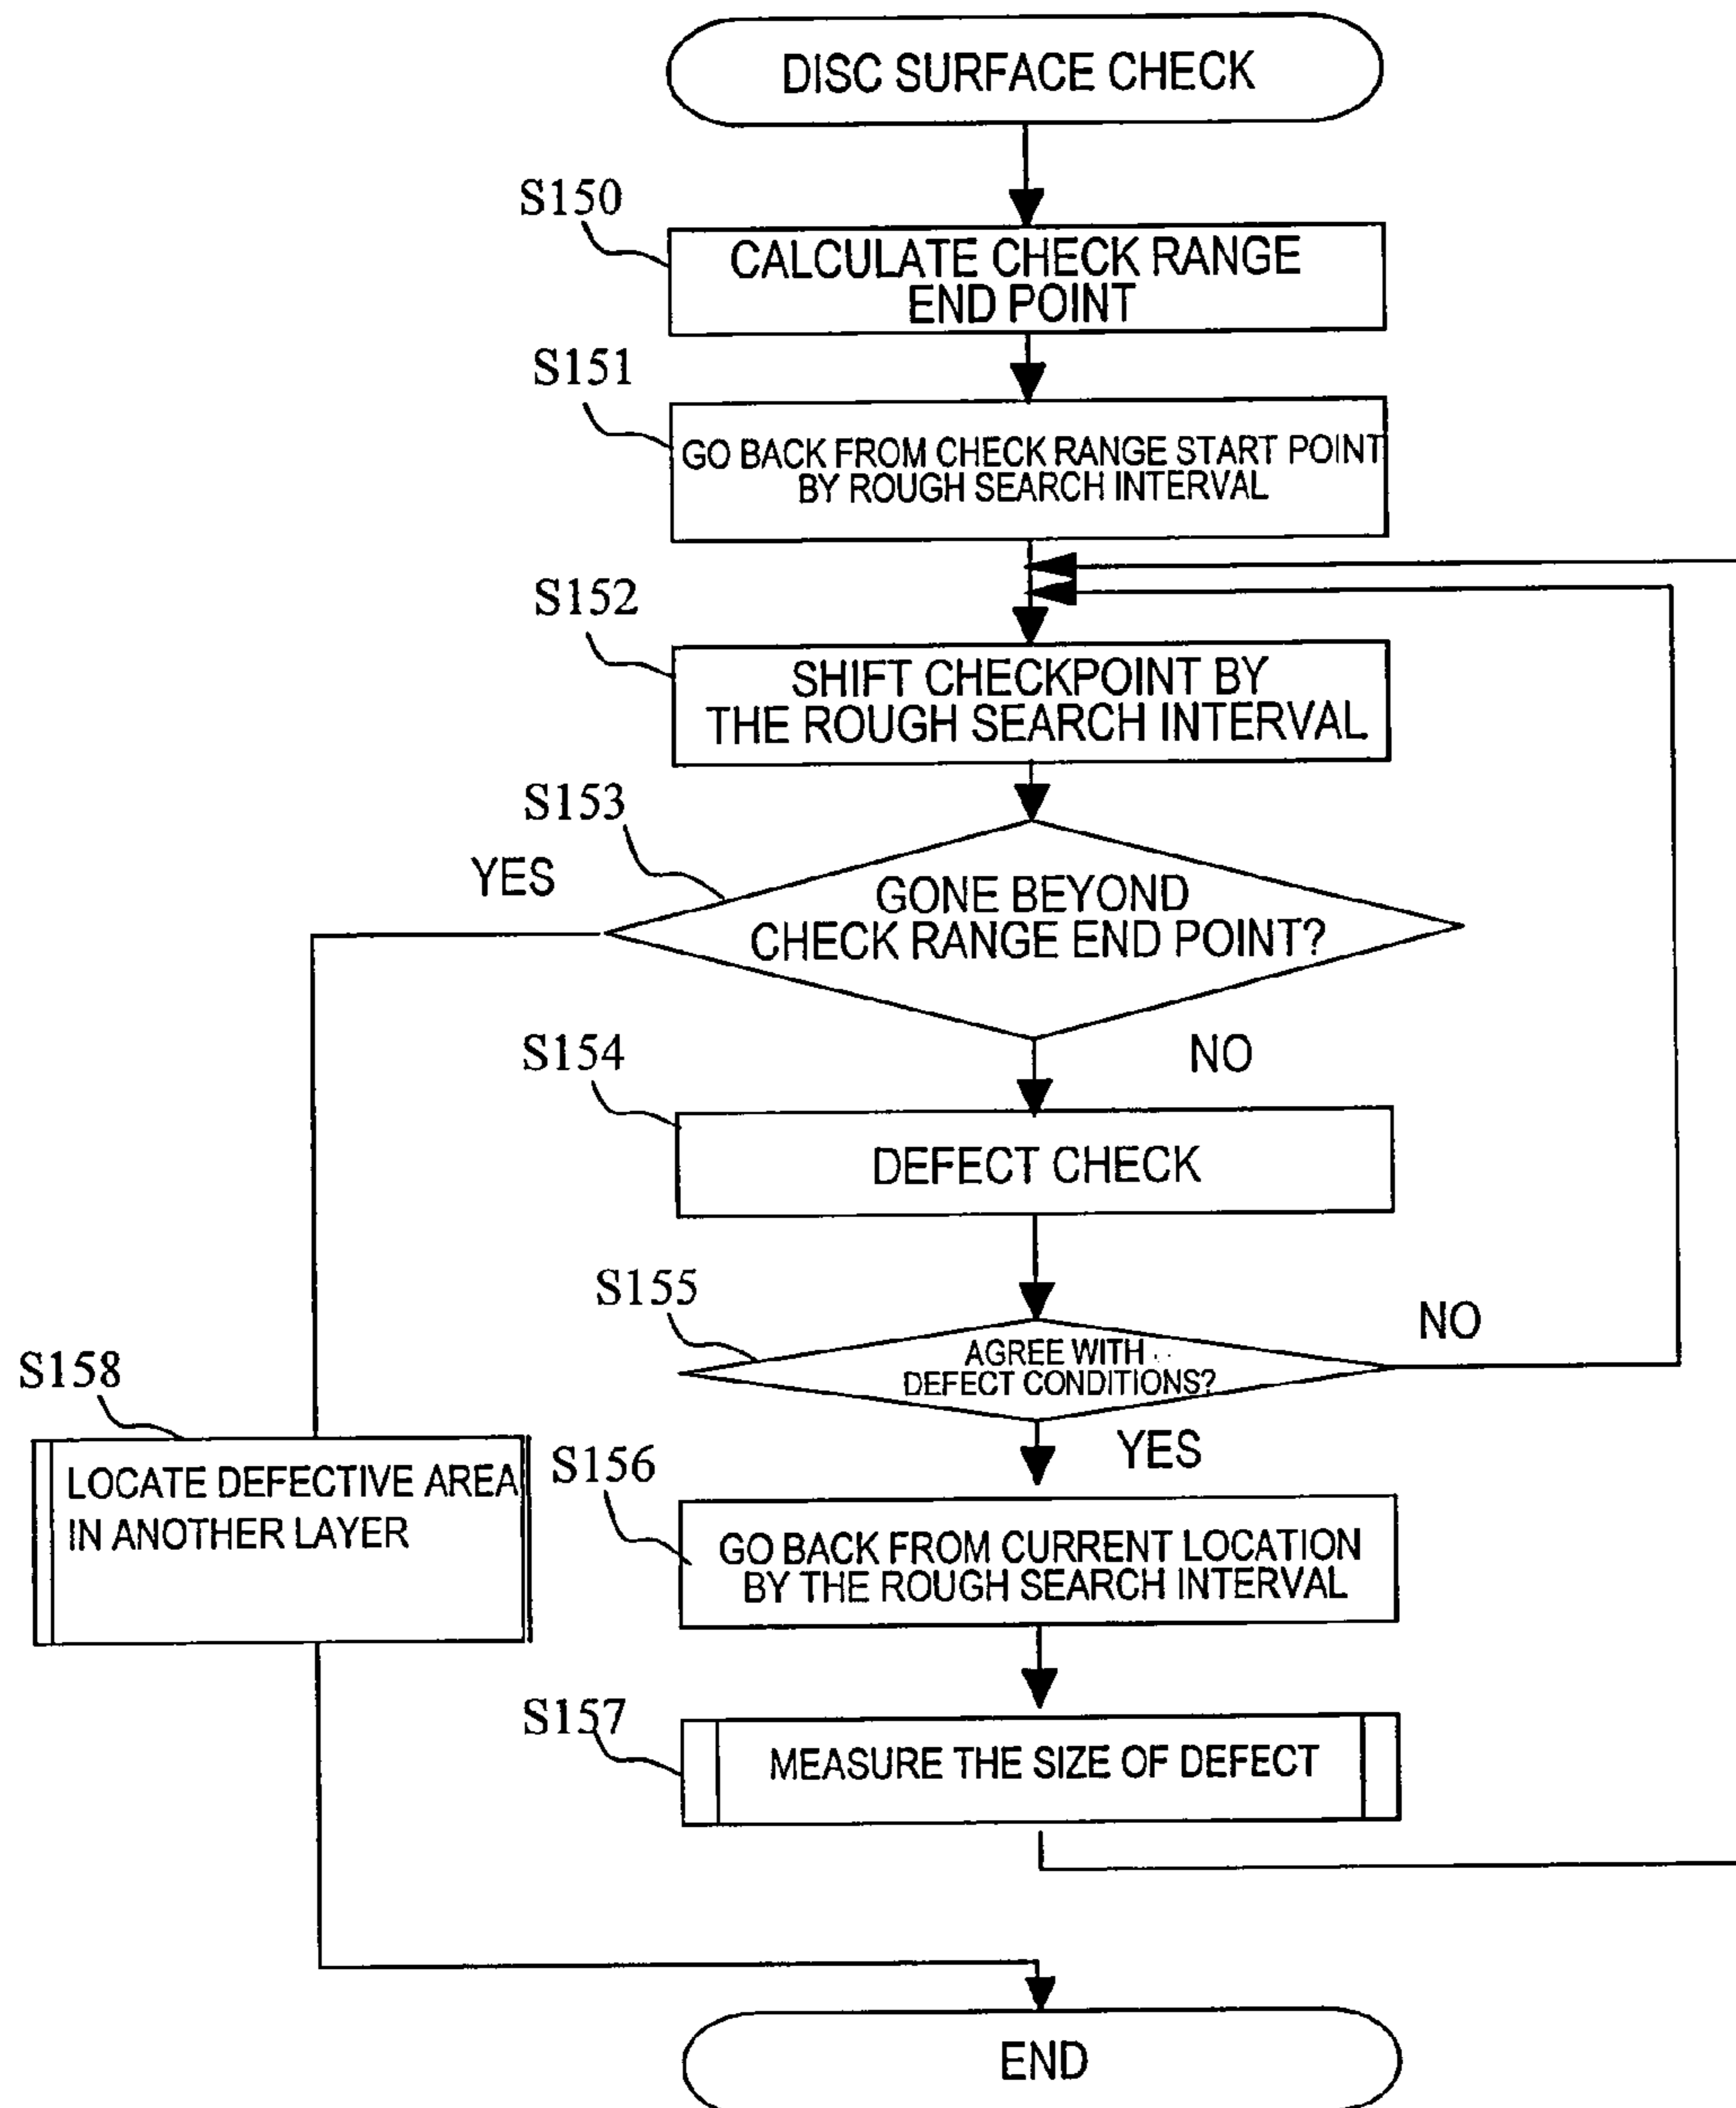 DISC SURFACE CHECK
S150
CALCULATE CHECK RANGE
END POINT
S151
GO BACK FROM CHECK RANGE START POINT
BY ROUGH SEARCH INTERVAL
S152
SHIFT CHECKPOINT BY
THE ROUGH SEARCH INTERVAL
S153
YES
GONE BEYOND
CHECK RANGE END POINT?
NO
S154
DEFECT CHECK
S155
AGREE WITH
DEFECT CONDITIONS?
NO
YES
S158
LOCATE DEFECTIVE AREA
IN ANOTHER LAYER
S156
GO BACK FROM CURRENT LOCATION
BY THE ROUGH SEARCH INTERVAL
S157
MEASURE THE SIZE OF DEFECT
END